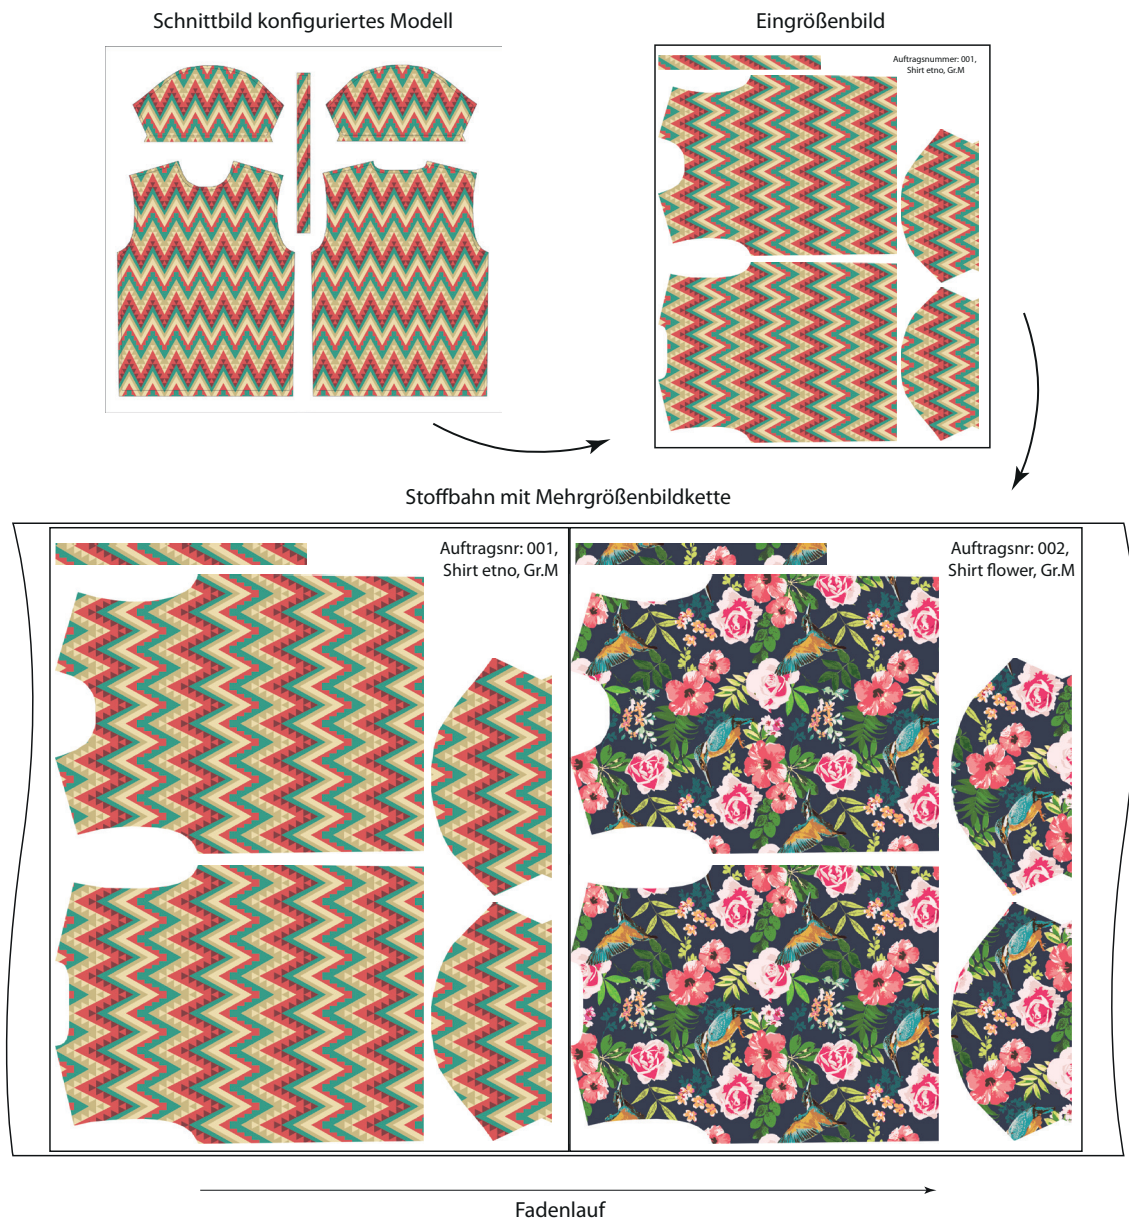 Schnittbild konfiguriertes Modell
Eingrößenbild
Auftragsnummer: 001,
Shirt etno, Gr.M
Stoffbahn mit Mehrgrößenbildkette
Auftragsnr: 001,
Shirt etno, Gr.M
Auftragsnr: 002,
Shirt flower, Gr.M
Fadenlauf